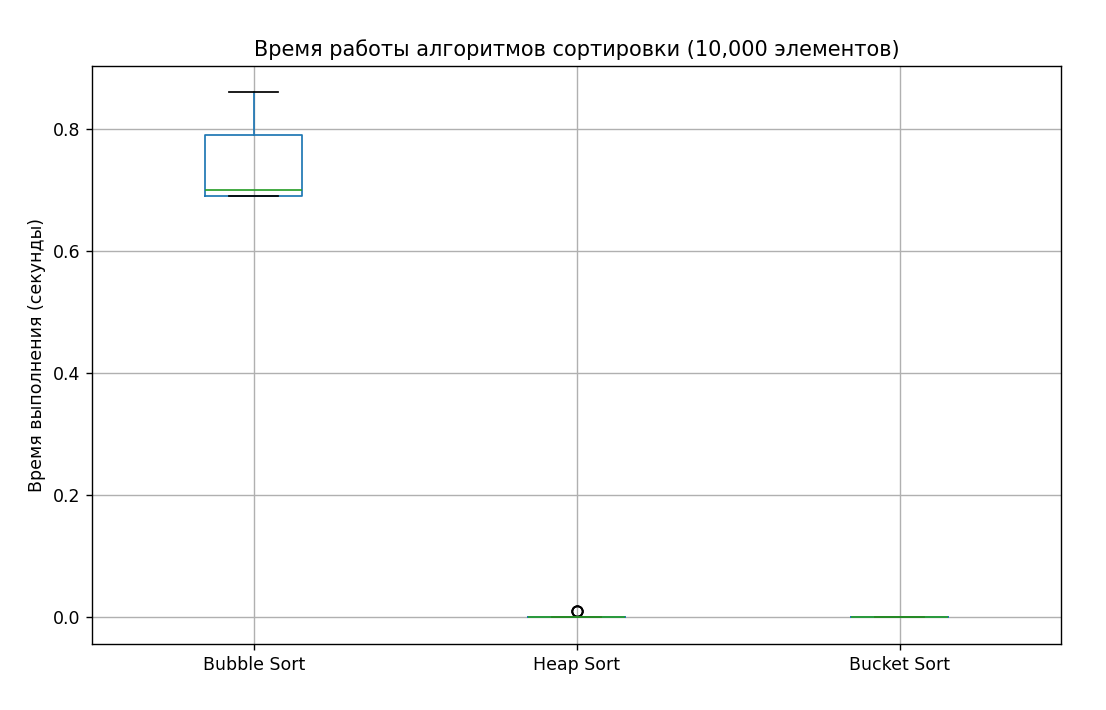 Время работы алгоритмов сортировки (10,000 элементов)
Время выполнения (секунды)
0.8
0.6
0.4
0.2
0.0
Bubble Sort
Heap Sort
Bucket Sort